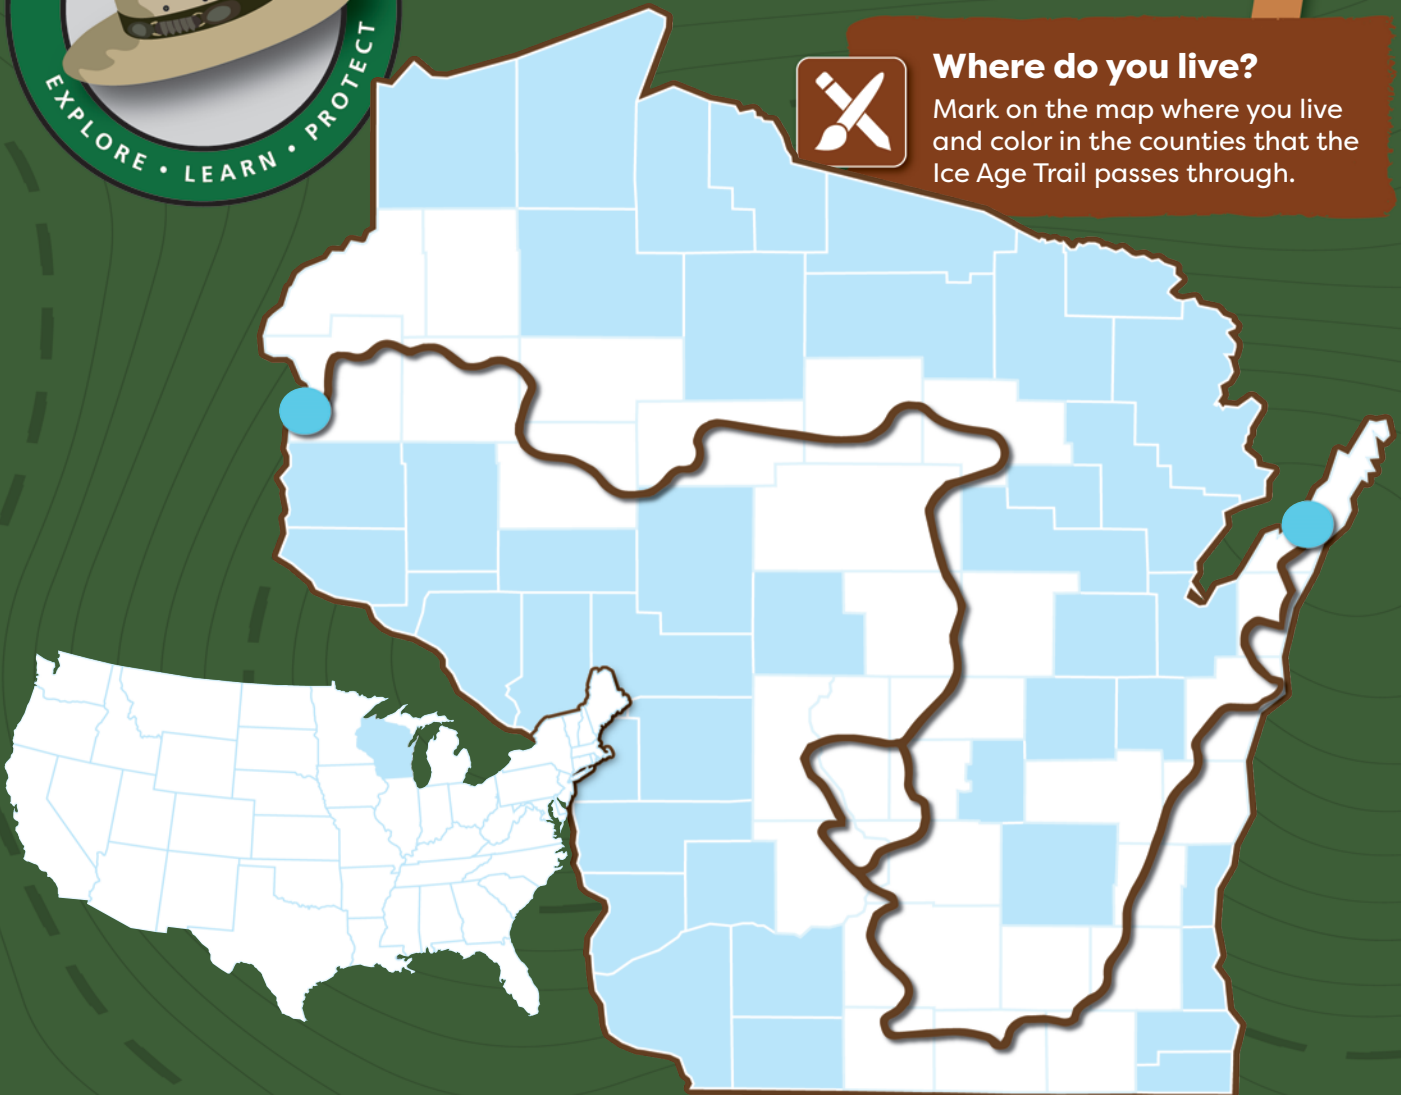 EXPLORE • LEARN • PROTECT
Where do you live?
Mark on the map where you live
and color in the counties that the
Ice Age Trail passes through.